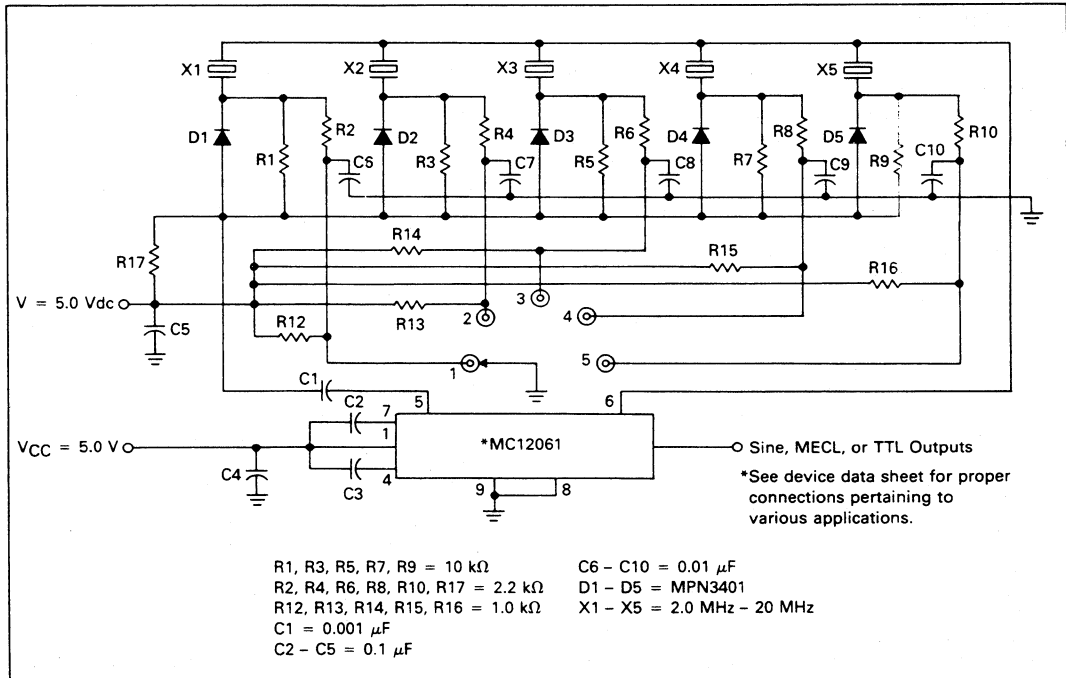 X1
X2
X3
X4
X5
D1
R1
R2
C6
D2
R3
R4
C7
D3
R5
R6
C8
D4
R7
R8
C9
D5
R9
C10
R10
R17
R14
R15
R16
V = 5.0 Vdc
C5
R12
R13
2
3
4
1
5
C1
5
6
C2
7
1
VCC = 5.0 V
C4
C3
4
*MC12061
9
8
Sine, MECL, or TTL Outputs
*See device data sheet for proper
connections pertaining to
various applications.
R1, R3, R5, R7, R9 = 10 kΩ
R2, R4, R6, R8, R10, R17 = 2.2 kΩ
R12, R13, R14, R15, R16 = 1.0 kΩ
C1 = 0.001 μF
C2 – C5 = 0.1 μF
C6 – C10 = 0.01 μF
D1 – D5 = MPN3401
X1 – X5 = 2.0 MHz – 20 MHz